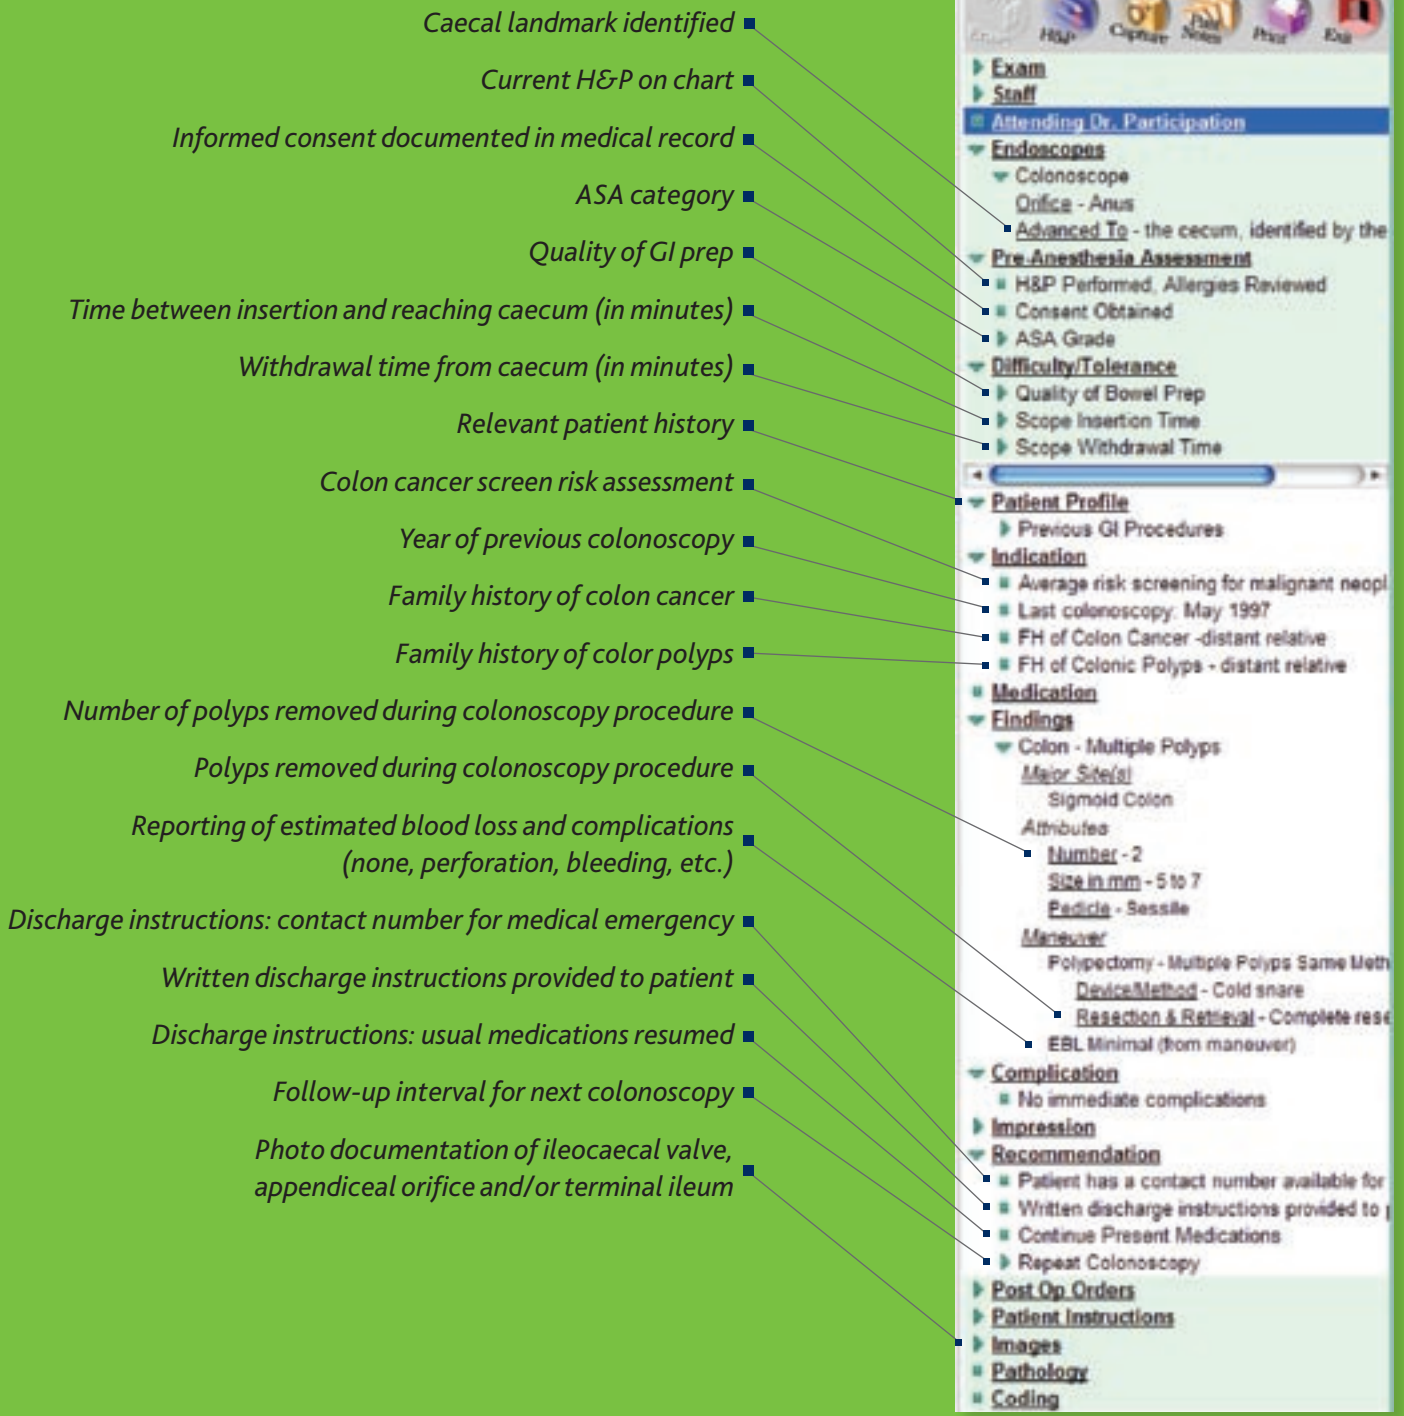 Caecal landmark identified
Current H&P on chart
Informed consent documented in medical record
ASA category
Quality of GI prep
Time between insertion and reaching caecum (in minutes)
Withdrawal time from caecum (in minutes)
Relevant patient history
Colon cancer screen risk assessment
Year of previous colonoscopy
Family history of colon cancer
Family history of color polyps
Number of polyps removed during colonoscopy procedure
Polyps removed during colonoscopy procedure
Reporting of estimated blood loss and complications
(none, perforation, bleeding, etc.)
Discharge instructions: contact number for medical emergency
Written discharge instructions provided to patient
Discharge instructions: usual medications resumed
Follow-up interval for next colonoscopy
Photo documentation of ileocaecal valve,
appendiceal orifice and/or terminal ileum
H&P Capture Notes Print Exit
Exam
Staff
Attending Dr. Participation
Endoscopes
Colonoscope
Orifice - Anus
Advanced To - the cecum, identified by the
Pre-Anesthesia Assessment
H&P Performed, Allergies Reviewed
Consent Obtained
ASA Grade
Difficulty/Tolerance
Quality of Bowel Prep
Scope Insertion Time
Scope Withdrawal Time
Patient Profile
Previous GI Procedures
Indication
Average risk screening for malignant neopl
Last colonoscopy: May 1997
FH of Colon Cancer -distant relative
FH of Colonic Polyps - distant relative
Medication
Findings
Colon - Multiple Polyps
Major Site(s)
Sigmoid Colon
Attributes
Number - 2
Size in mm - 5 to 7
Pedicle - Sessile
Maneuver
Polypectomy - Multiple Polyps Same Meth
Device/Method - Cold snare
Resection & Retrieval - Complete rese
EBL Minimal (from maneuver)
Complication
No immediate complications
Impression
Recommendation
Patient has a contact number available for
Written discharge instructions provided to p
Continue Present Medications
Repeat Colonoscopy
Post Op Orders
Patient Instructions
Images
Pathology
Coding